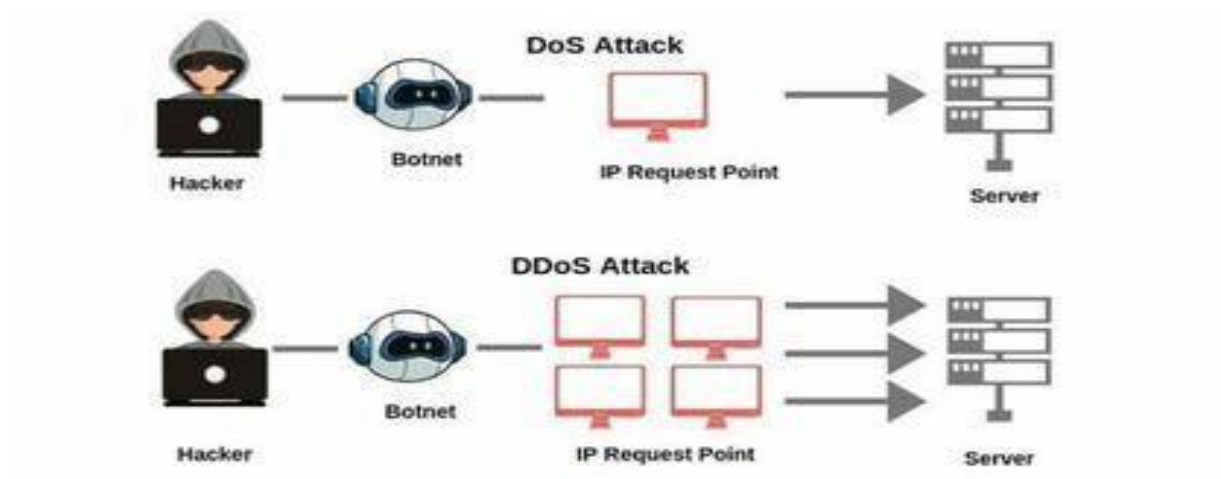 DoS Attack
Botnet
IP Request Point
Hacker
Server
DDoS Attack
Botnet
Hacker
IP Request Point
Server